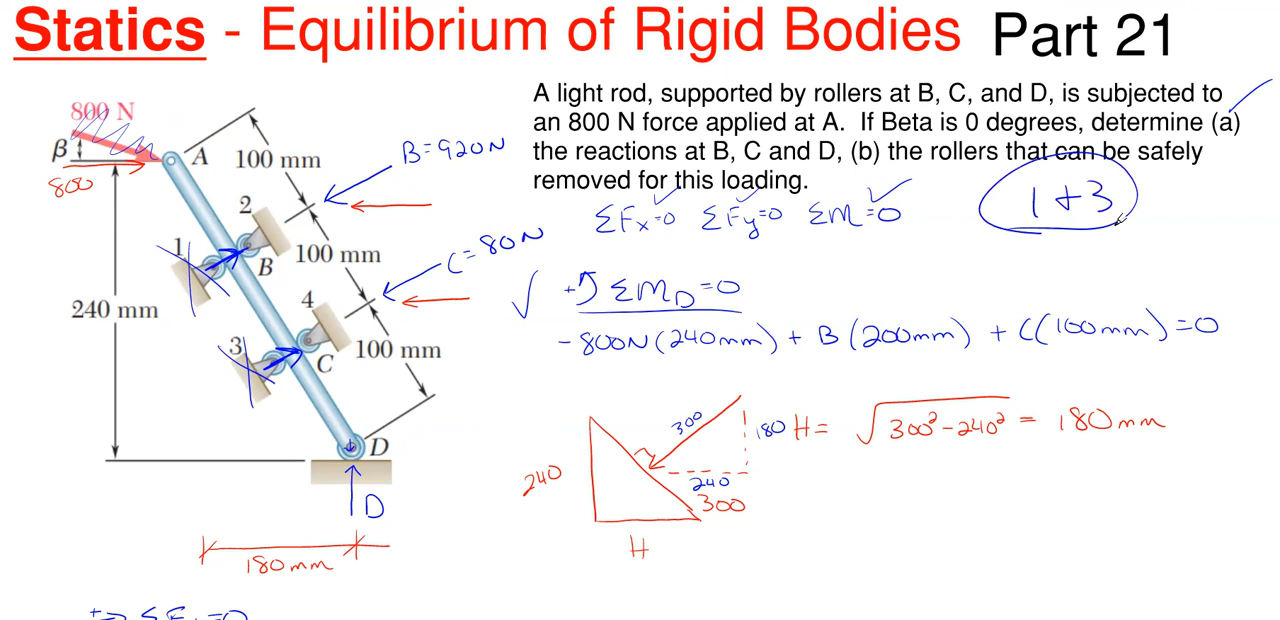 Statics - Equilibrium of Rigid Bodies Part 21
A light rod, supported by rollers at B, C, and D, is subjected to
an 800 N force applied at A. If Beta is 0 degrees, determine (a)
the reactions at B, C and D, (b) the rollers that can be safely
removed for this loading.
800 N
β
A
100 mm
B=920N
800
2
1
B
100 mm
C=80N
240 mm
4
3
C
100 mm
D
D
180mm
ΣFx=0 ΣFy=0 ΣM=0
1+3
√ +↺ ΣM_D=0
-800N(240mm) + B(200mm) + C(100mm)=0
300
180
H= √300²-240² = 180mm
240
240
300
H